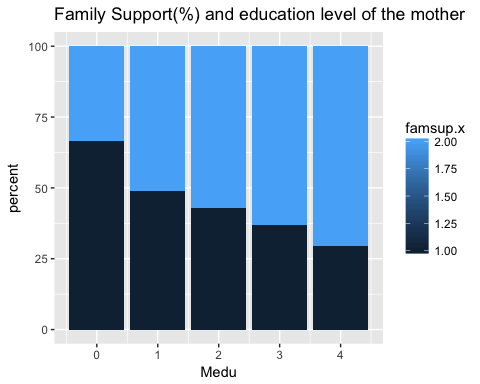 Family Support(%) and education level of the mother
100
75
50
25
0
percent
0 1 2 3 4
Medu
famsup.x
2.00
1.75
1.50
1.25
1.00